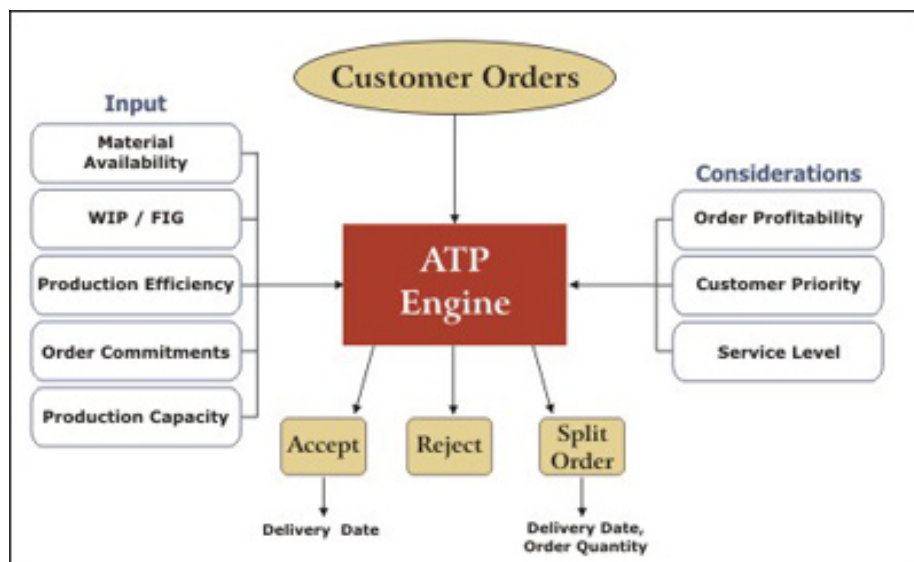 Customer Orders
Input
Material
Availability
WIP / FIG
Production Efficiency
Order Commitments
Production Capacity
ATP
Engine
Considerations
Order Profitability
Customer Priority
Service Level
Accept
Reject
Split
Order
Delivery Date
Delivery Date,
Order Quantity